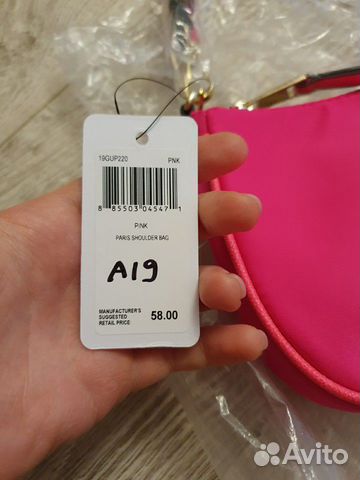 19GUP220 PNK
8 85503 04547 1
PINK
PARIS SHOULDER BAG
A19
MANUFACTURER'S
SUGGESTED
RETAIL PRICE 58.00
Avito